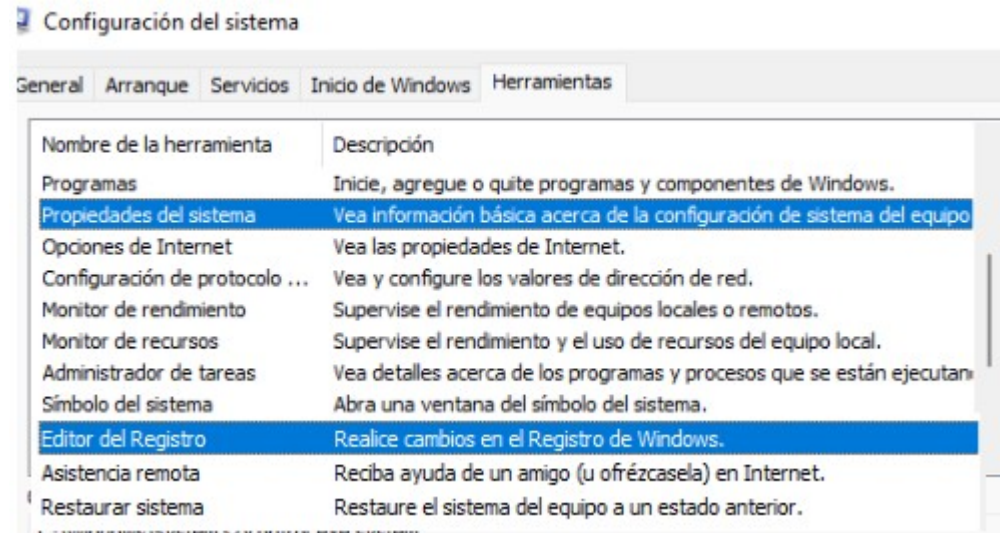 Configuración del sistema
General Arranque Servicios Inicio de Windows Herramientas
Nombre de la herramienta Descripción
Programas Inicie, agregue o quite programas y componentes de Windows.
Propiedades del sistema Vea información básica acerca de la configuración de sistema del equipo
Opciones de Internet Vea las propiedades de Internet.
Configuración de protocolo ... Vea y configure los valores de dirección de red.
Monitor de rendimiento Supervise el rendimiento de equipos locales o remotos.
Monitor de recursos Supervise el rendimiento y el uso de recursos del equipo local.
Administrador de tareas Vea detalles acerca de los programas y procesos que se están
Símbolo del sistema Abra una ventana del símbolo del sistema.
Editor del Registro Realice cambios en el Registro de Windows.
Asistencia remota Reciba ayuda de un amigo (u ofrézcasela) en Internet.
Restaurar sistema Restaure el sistema del equipo a un estado anterior.